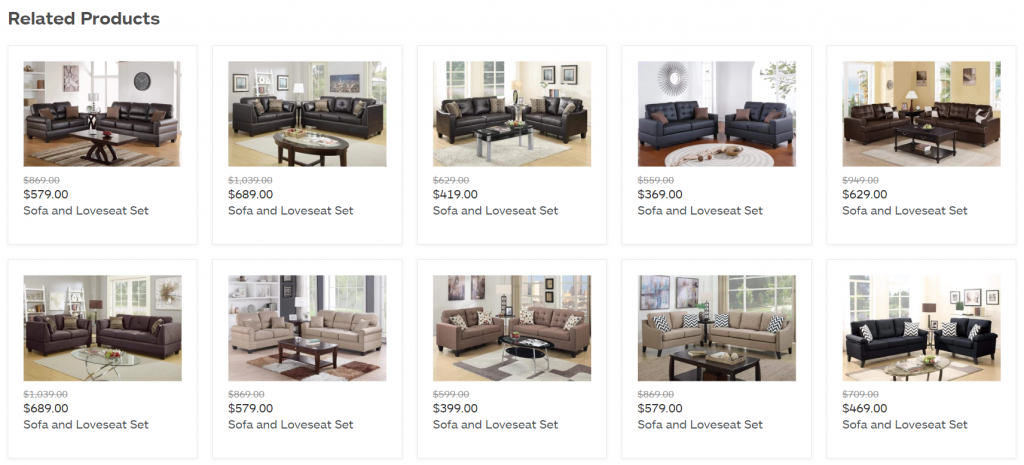 Related Products
$869.00
$579.00
Sofa and Loveseat Set
$1,039.00
$689.00
Sofa and Loveseat Set
$629.00
$419.00
Sofa and Loveseat Set
$559.00
$369.00
Sofa and Loveseat Set
$949.00
$629.00
Sofa and Loveseat Set
$1,039.00
$689.00
Sofa and Loveseat Set
$869.00
$579.00
Sofa and Loveseat Set
$599.00
$399.00
Sofa and Loveseat Set
$869.00
$579.00
Sofa and Loveseat Set
$709.00
$469.00
Sofa and Loveseat Set